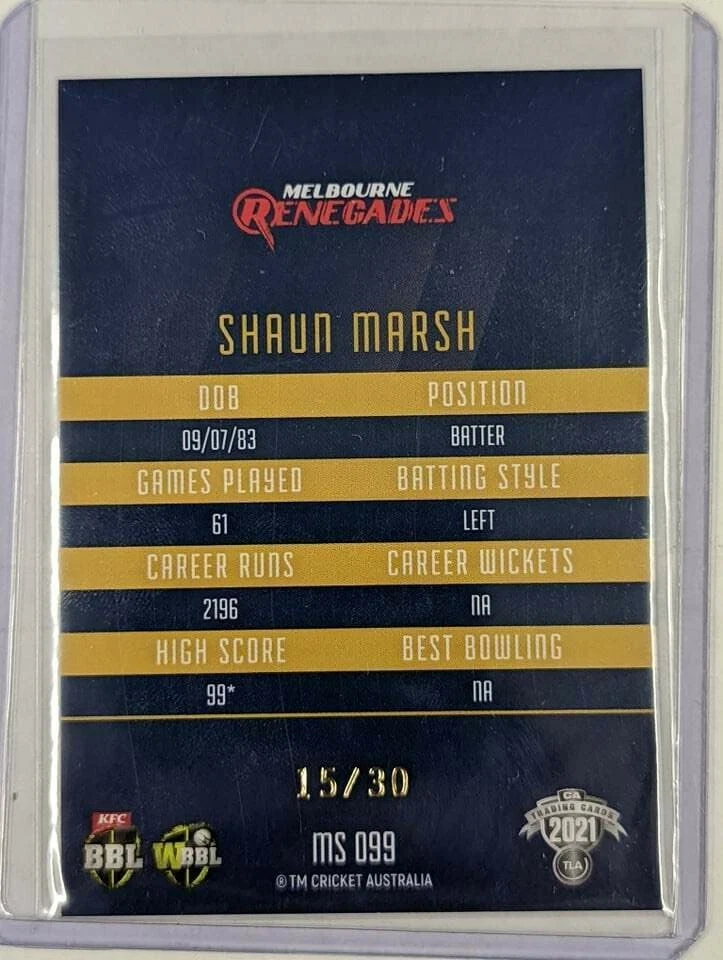 MELBOURNE
RENEGADES
SHAUN MARSH
DOB POSITION
09/07/83 BATTER
GAMES PLAYED BATTING STYLE
61 LEFT
CAREER RUNS CAREER WICKETS
2196 NA
HIGH SCORE BEST BOWLING
99* NA
15/30
KFC
BBL WBBL
MS 099
® TM CRICKET AUSTRALIA
CA
TRADING CARDS
2021
TLA